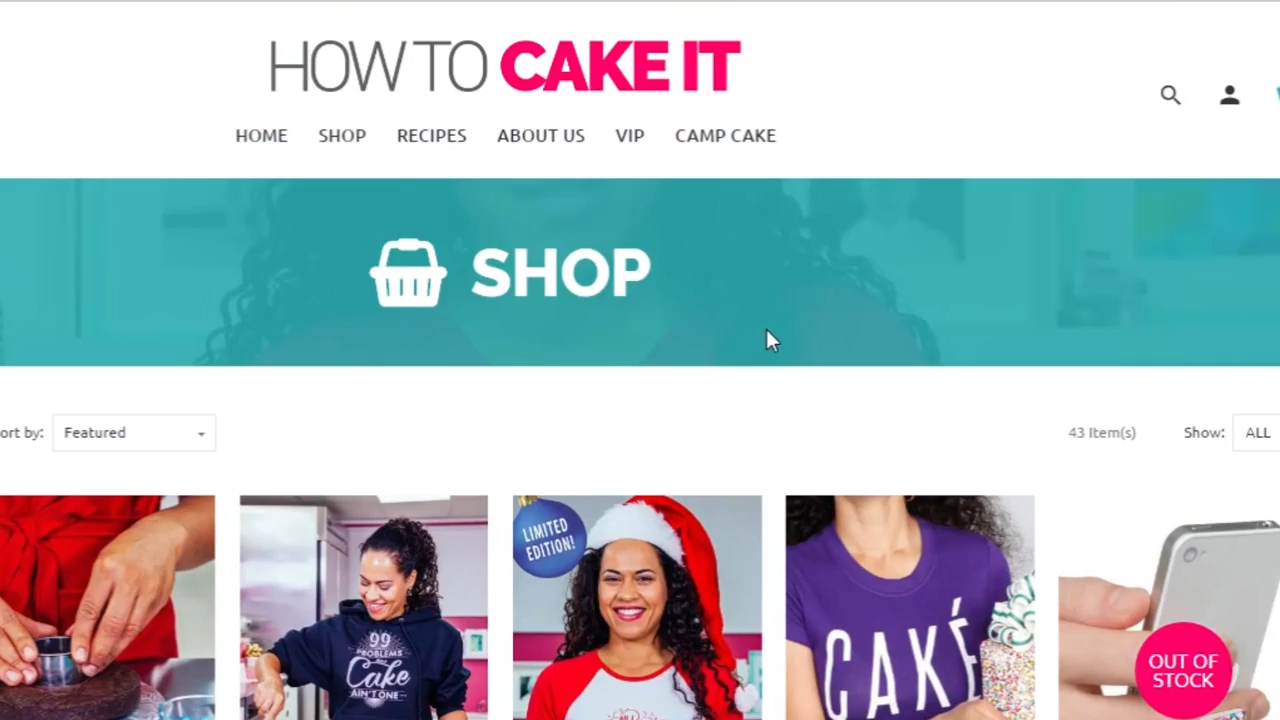 HOW TO CAKE IT
HOME SHOP RECIPES ABOUT US VIP CAMP CAKE
SHOP
ort by: Featured 43 Item(s) Show: ALL
LIMITED
EDITION!
99
PROBLEMS
Cake
AIN'T ONE
CAKÉ
OUT OF
STOCK